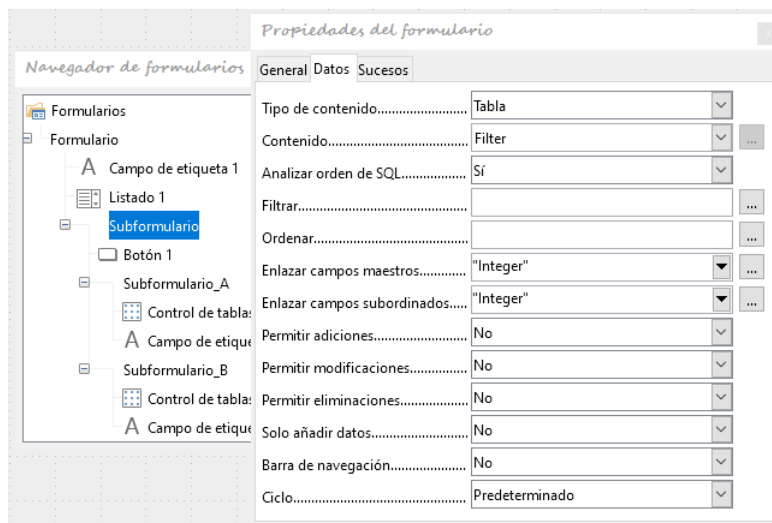 Propiedades del formulario
Navegador de formularios
General Datos Sucesos
Formularios
Formulario
Campo de etiqueta 1
Listado 1
Subformulario
Botón 1
Subformulario_A
Control de tablas
Campo de etique
Subformulario_B
Control de tablas
Campo de etique
Tipo de contenido......................... Tabla
Contenido..................................... Filter ...
Analizar orden de SQL................. Sí
Filtrar............................................. ...
Ordenar......................................... ...
Enlazar campos maestros............ "Integer" ...
Enlazar campos subordinados..... "Integer" ...
Permitir adiciones......................... No
Permitir modificaciones............... No
Permitir eliminaciones................. No
Solo añadir datos.......................... No
Barra de navegación.................... No
Ciclo............................................... Predeterminado